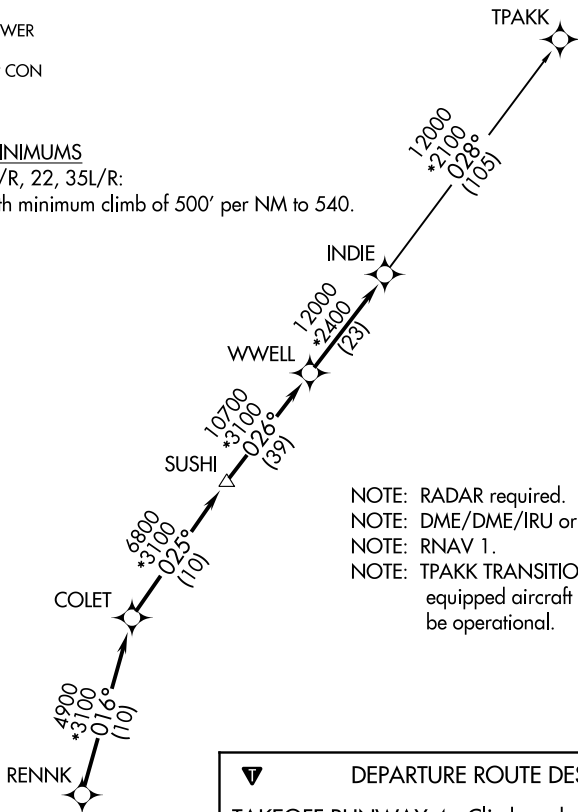 TPAKK
WER
CON
12000
*2100
028°
(105)
INIMUMS
/R, 22, 35L/R:
th minimum climb of 500' per NM to 540.
INDIE
12000
*2400
(23)
WWELL
10700
*3100
026°
(39)
SUSHI
NOTE: RADAR required.
NOTE: DME/DME/IRU or
NOTE: RNAV 1.
NOTE: TPAKK TRANSITIO
equipped aircraft
be operational.
6800
*3100
025°
(10)
COLET
4900
*3100
016°
(10)
RENNK
T DEPARTURE ROUTE DES